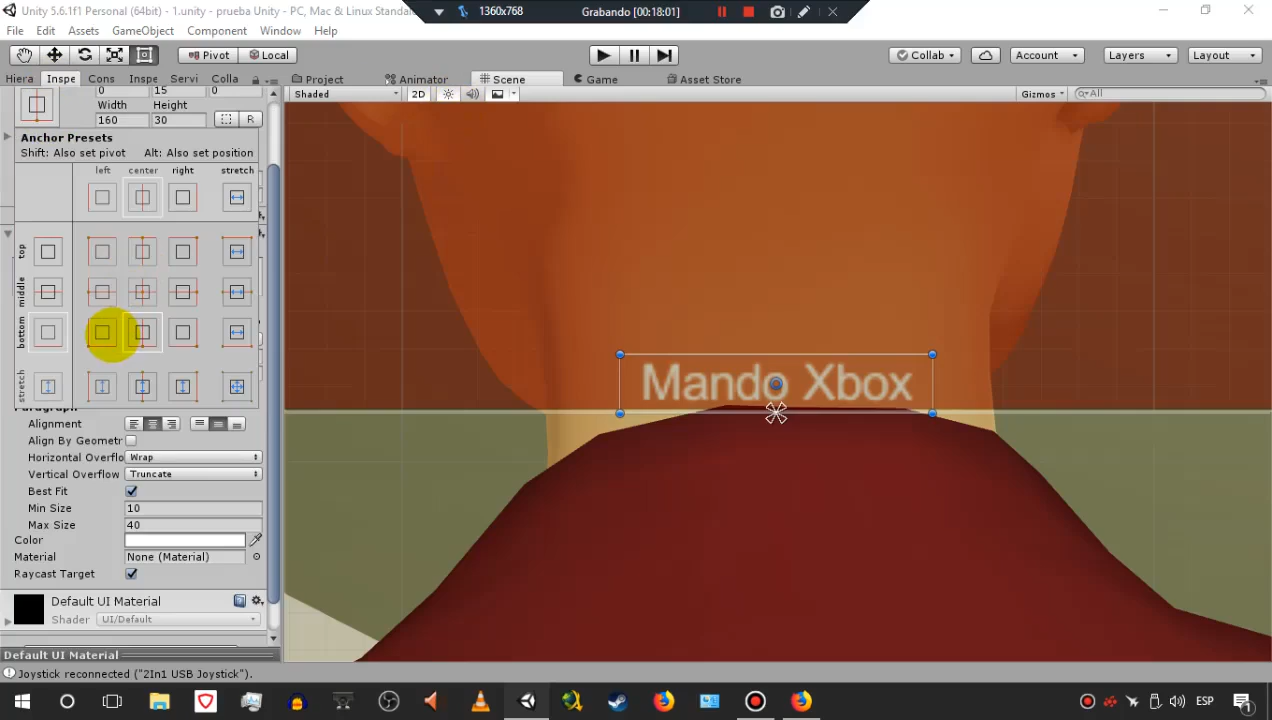 Unity 5.6.1f1 Personal (64bit) - 1.unity - prueba Unity - PC, Mac & Linux Standal
1360x768
Grabando [00:18:01]
File Edit Assets GameObject Component Window Help
Pivot Local Collab Account Layers Layout
Hiera Inspe Cons Inspe Servi Colla Project Animator Scene Game Asset Store
Shaded 2D Gizmos All
0 15 0
Width Height
160 30 R
Anchor Presets
Shift: Also set pivot Alt: Also set position
left center right stretch
top
middle
bottom
stretch
Mando Xbox
Paragraph
Alignment
Align By Geometr
Horizontal Overflo Wrap
Vertical Overflow Truncate
Best Fit
Min Size 10
Max Size 40
Color
Material None (Material)
Raycast Target
Default UI Material
Shader UI/Default
Default UI Material
Joystick reconnected ("2In1 USB Joystick").
ESP
1